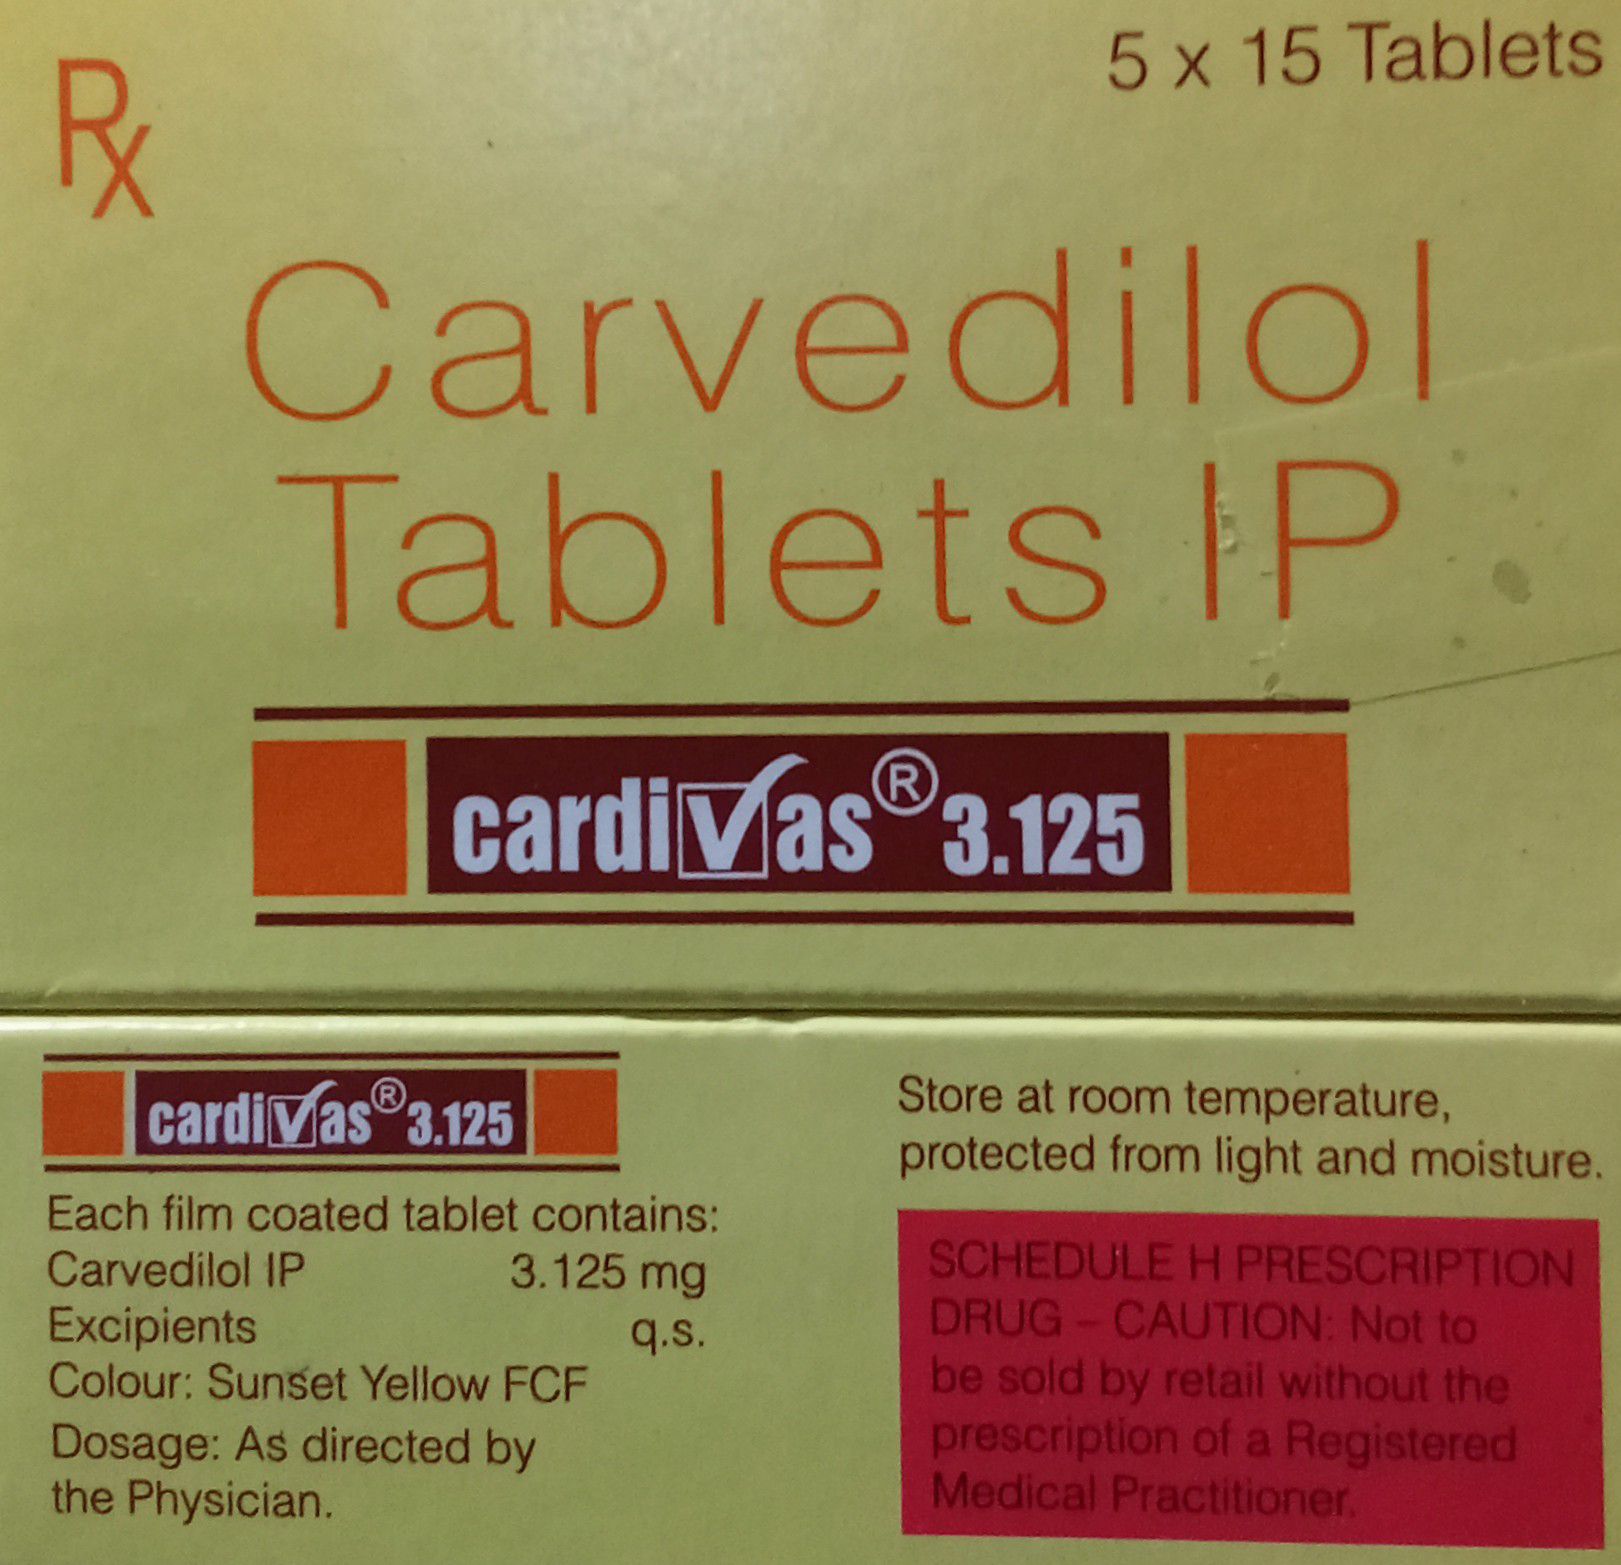 Rx
5 x 15 Tablets
Carvedilol
Tablets IP
cardivas® 3.125
cardivas® 3.125
Each film coated tablet contains:
Carvedilol IP 3.125 mg
Excipients q.s.
Colour: Sunset Yellow FCF
Dosage: As directed by
the Physician.
Store at room temperature,
protected from light and moisture.
SCHEDULE H PRESCRIPTION
DRUG – CAUTION: Not to
be sold by retail without the
prescription of a Registered
Medical Practitioner.